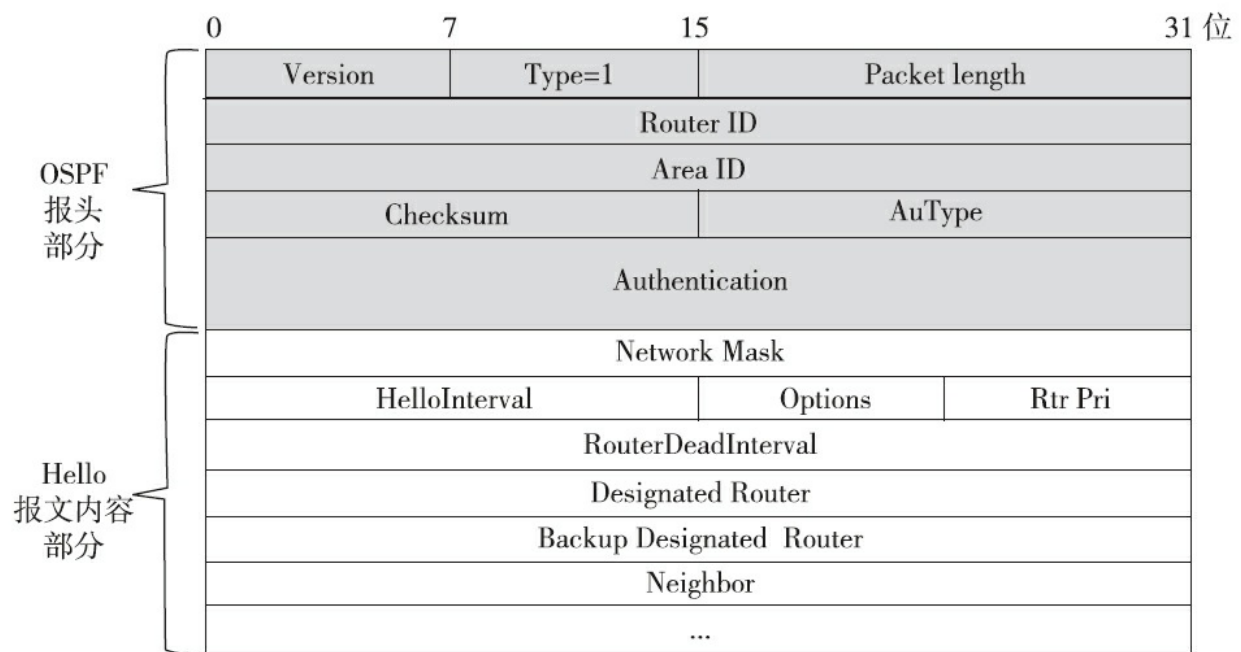 0 7 15 31 位
Version Type=1 Packet length
Router ID
Area ID
OSPF
报头
部分
Checksum AuType
Authentication
Network Mask
HelloInterval Options Rtr Pri
RouterDeadInterval
Hello
报文内容
部分
Designated Router
Backup Designated Router
Neighbor
...